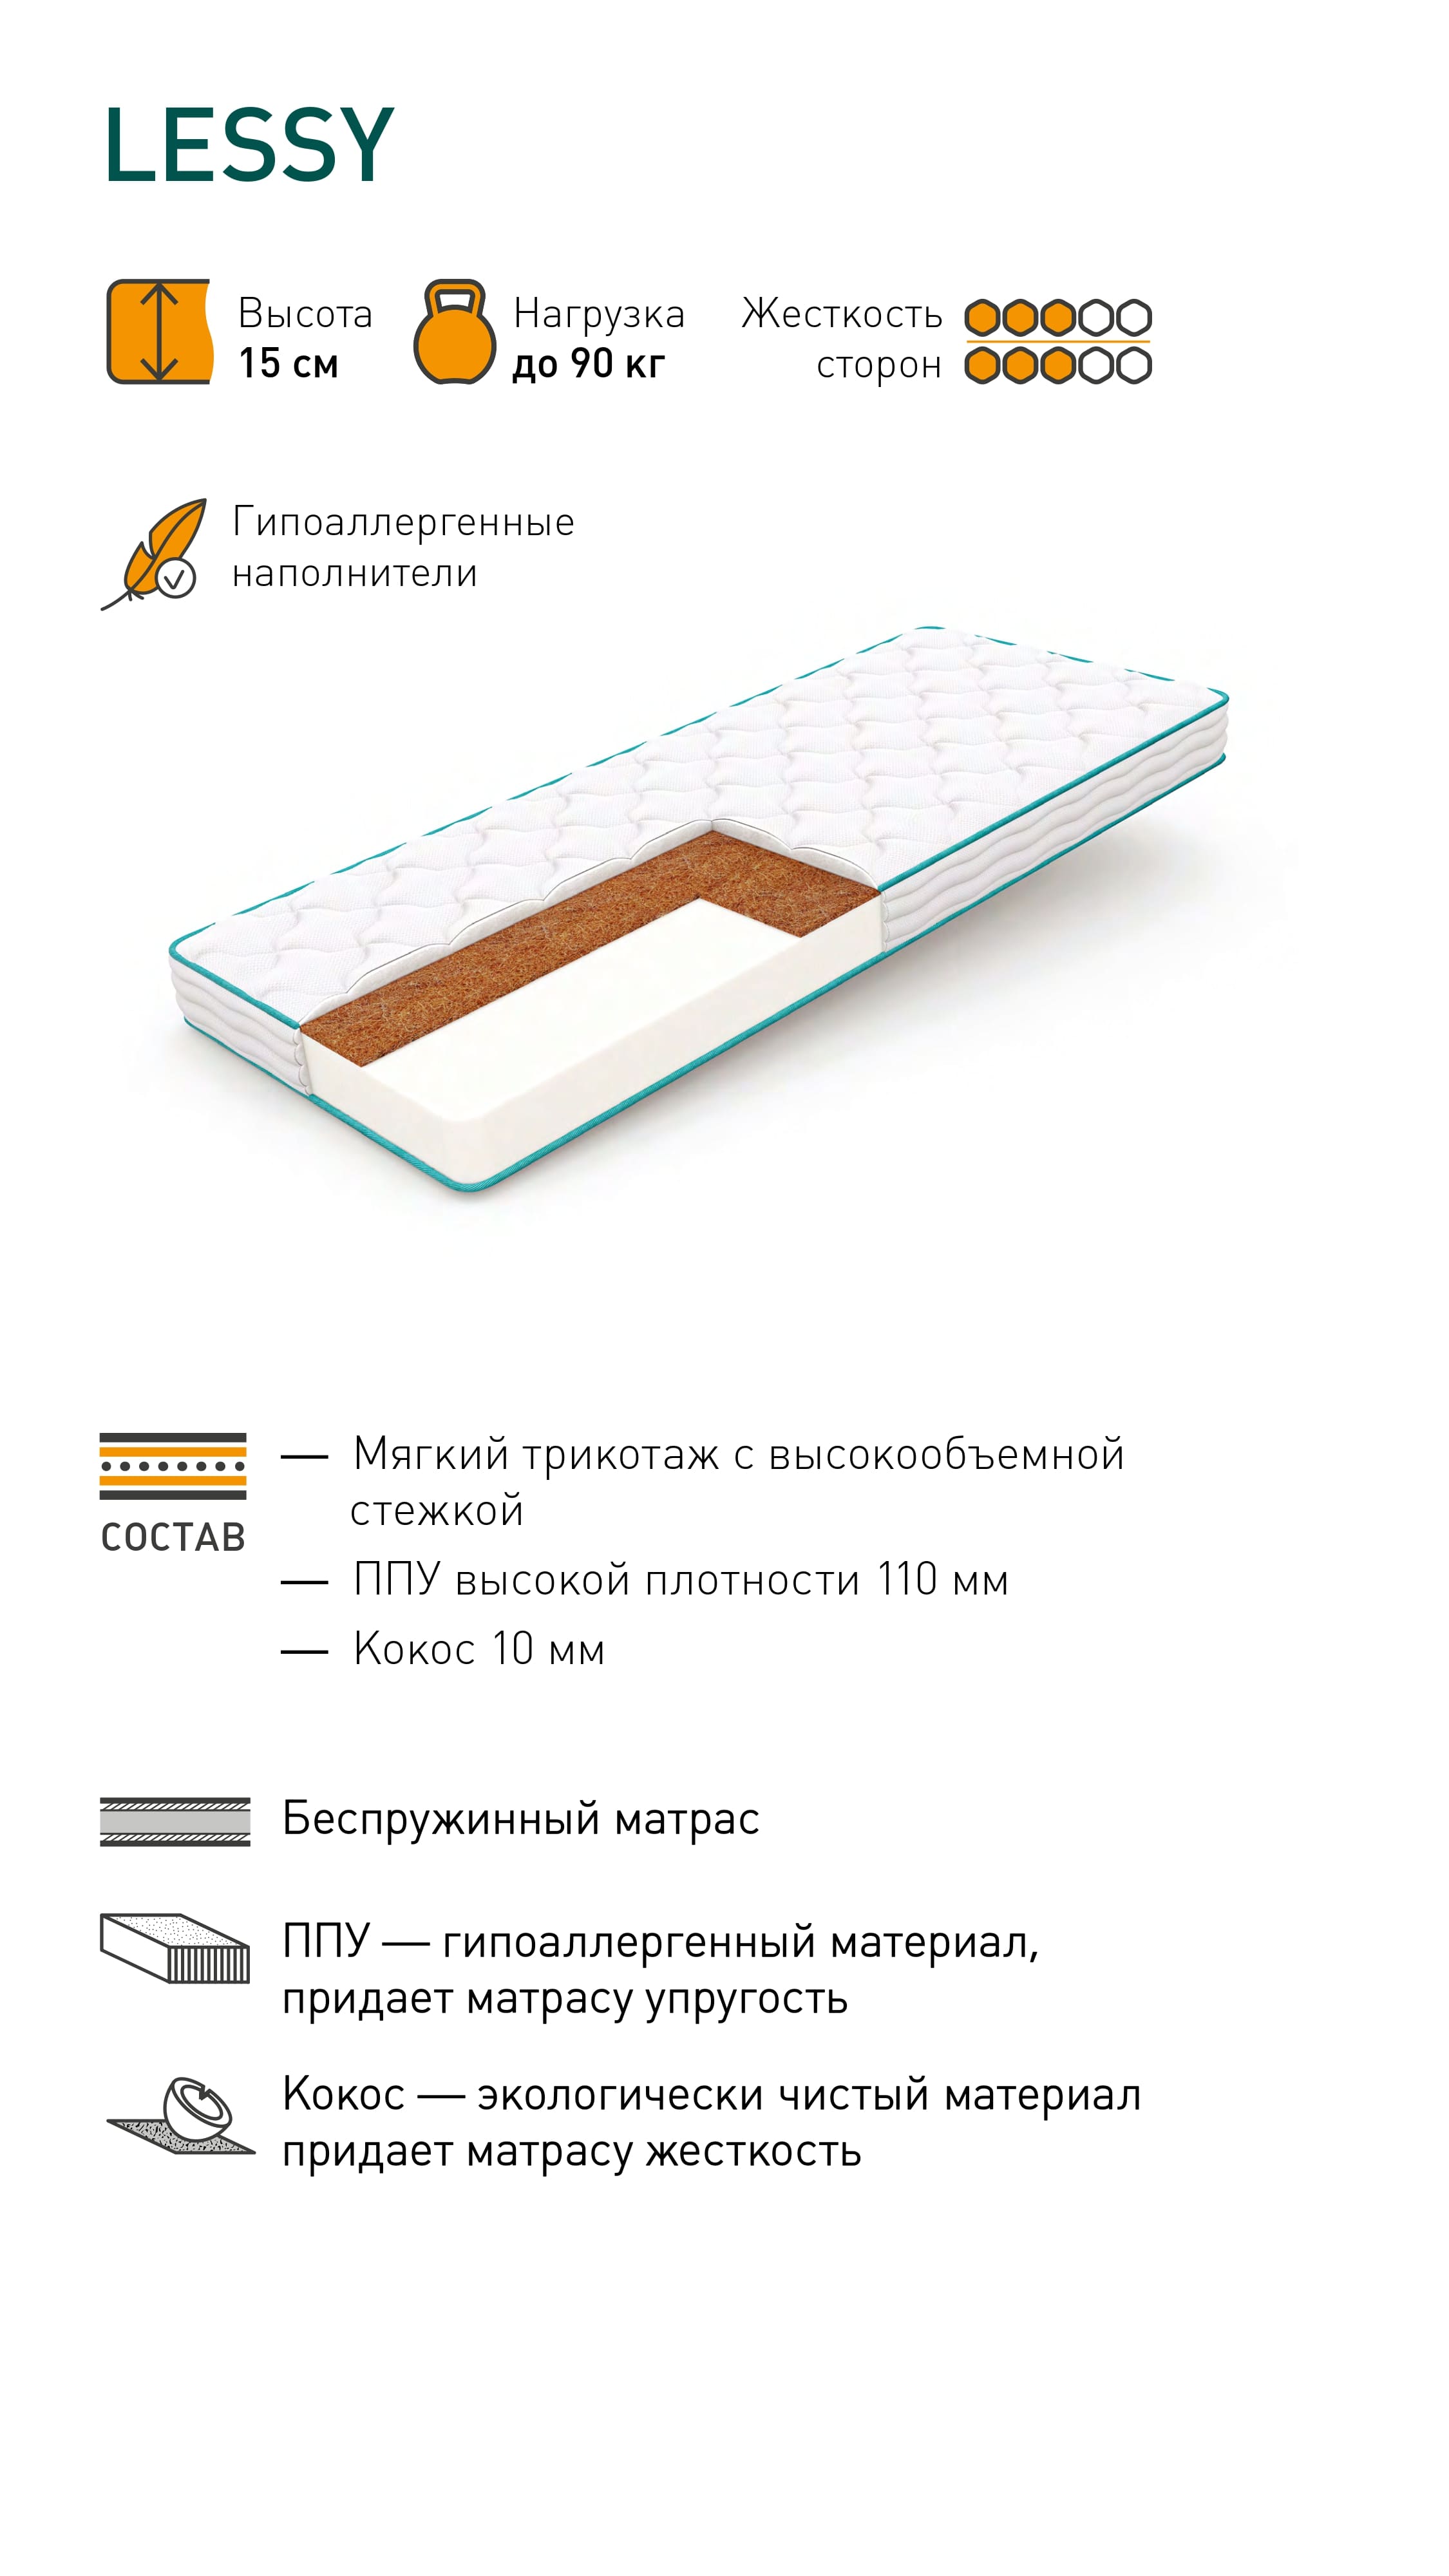 LESSY
Высота
15 см
Нагрузка
до 90 кг
Жесткость
сторон
Гипоаллергенные
наполнители
СОСТАВ
— Мягкий трикотаж с высокообъемной
стежкой
— ППУ высокой плотности 110 мм
— Кокос 10 мм
Беспружинный матрас
ППУ — гипоаллергенный материал,
придает матрасу упругость
Кокос — экологически чистый материал
придает матрасу жесткость